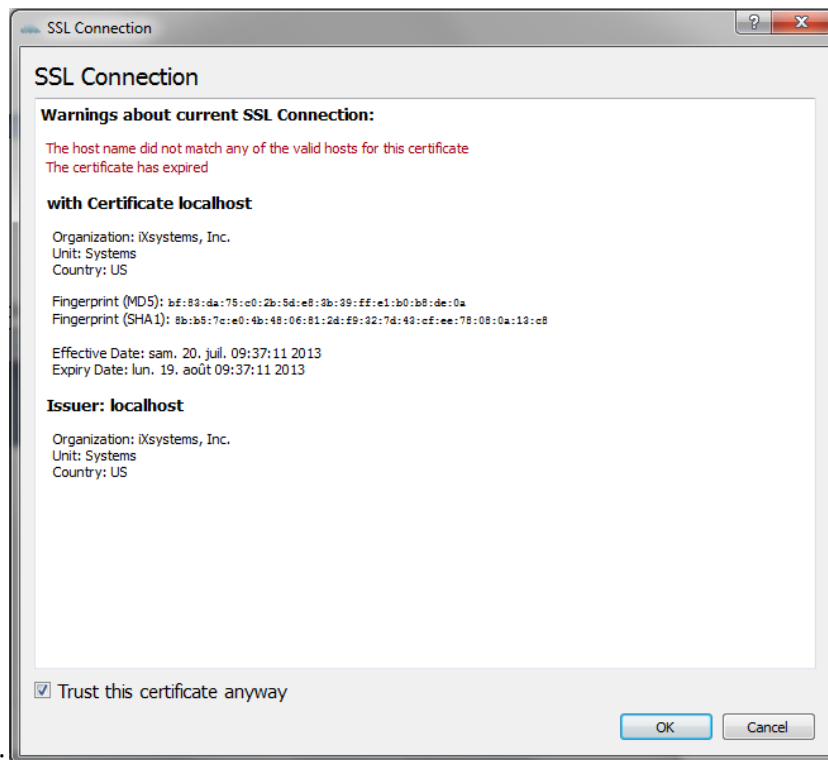 SSL Connection
SSL Connection
Warnings about current SSL Connection:
The host name did not match any of the valid hosts for this certificate
The certificate has expired
with Certificate localhost
Organization: iXsystems, Inc.
Unit: Systems
Country: US
Fingerprint (MD5): bf:83:da:75:c0:2b:5d:e8:3b:39:ff:e1:b0:b8:de:0a
Fingerprint (SHA1): 8b:b5:7c:e0:4b:48:06:81:2d:f9:32:7d:43:cf:ee:78:08:0a:13:c8
Effective Date: sam. 20. juil. 09:37:11 2013
Expiry Date: lun. 19. août 09:37:11 2013
Issuer: localhost
Organization: iXsystems, Inc.
Unit: Systems
Country: US
Trust this certificate anyway
OK Cancel
.